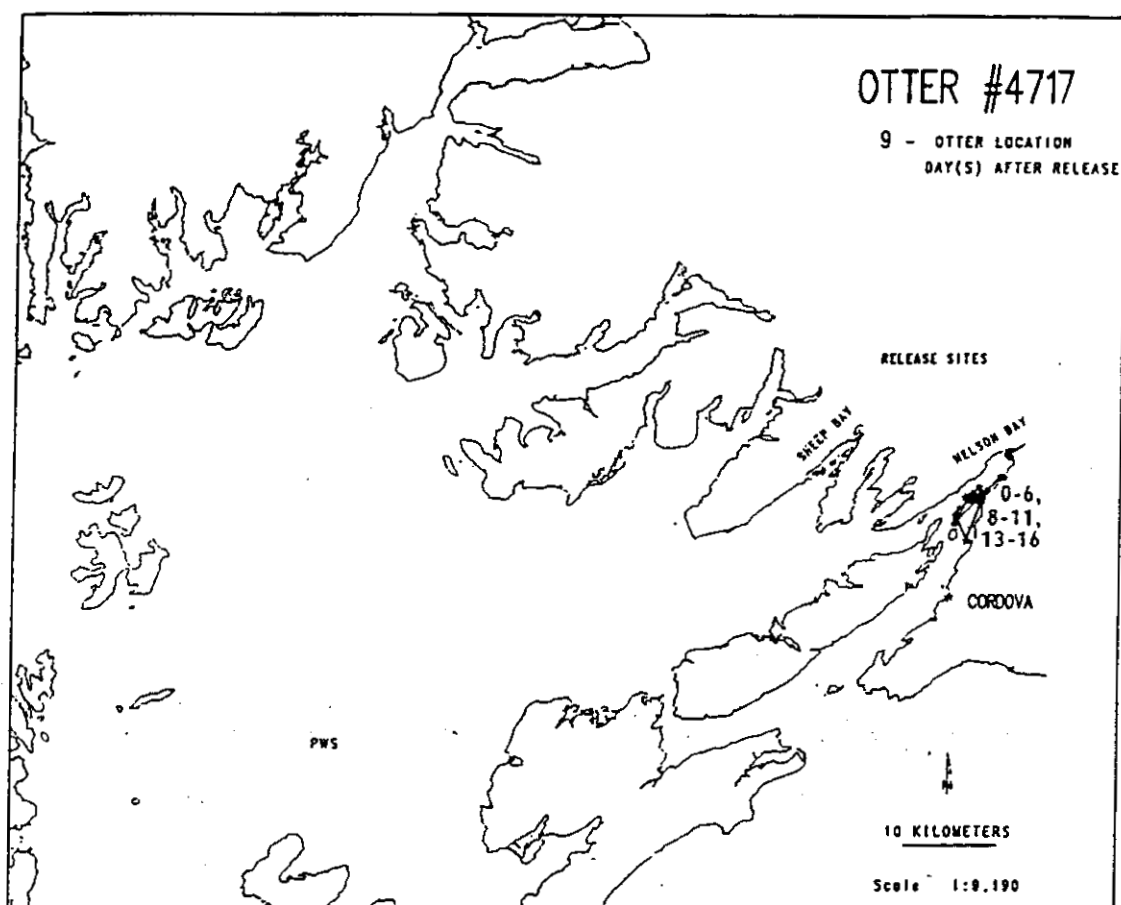 OTTER #4717
9 - OTTER LOCATION
DAY(S) AFTER RELEASE
RELEASE SITES
SHEEP BAY
NELSON BAY
0-6,
8-11,
13-16
CORDOVA
PWS
N
10 KILOMETERS
Scale 1:9,190